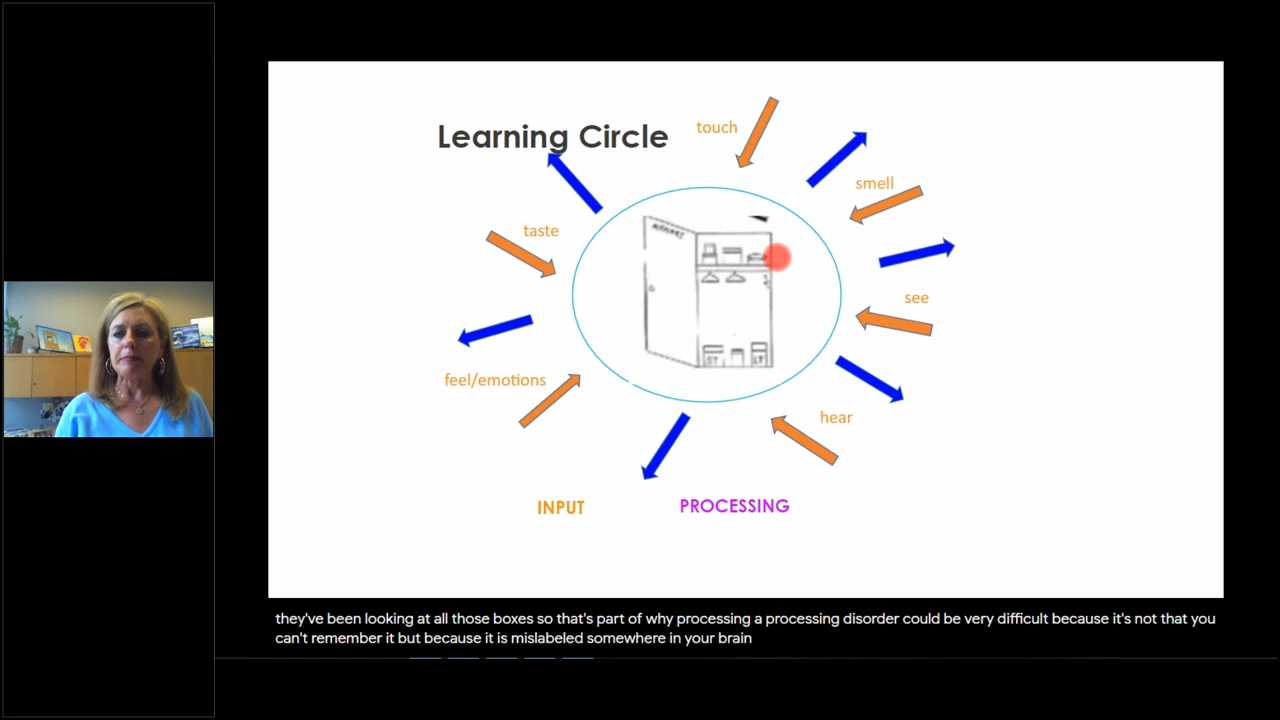 Learning Circle
touch
smell
taste
see
feel/emotions
hear
ST
LT
INPUT
PROCESSING
they've been looking at all those boxes so that's part of why processing a processing disorder could be very difficult because it's not that you
can't remember it but because it is mislabeled somewhere in your brain